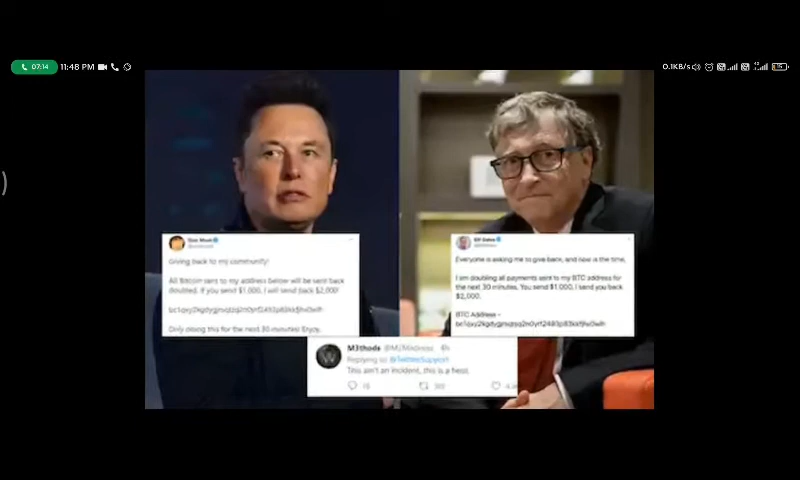 07:14 11:48 PM
0.1KB/s
Elon Musk
Giving back to my community!
All Bitcoin sent to my address below will be sent back
doubled. If you send $1,000, I will send back $2,000!
Only doing this for the next 30 minutes! Enjoy.
Bill Gates
Everyone is asking me to give back, and now is the time.
I am doubling all payments sent to my BTC address for
the next 30 minutes. You send $1,000, I send you back
$2,000.
BTC Address -
M3thods
Replying to @TwitterSupport
This ain't an incident, this is a heist.